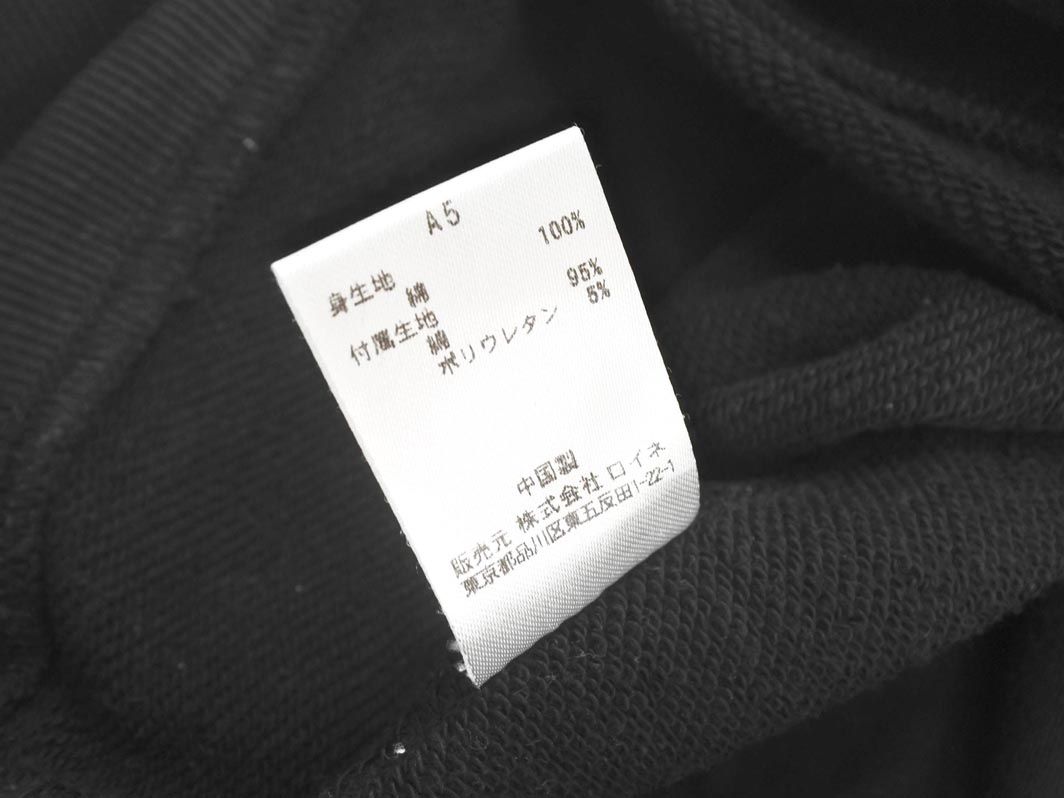 A5
身生地
綿 100%
付属生地
綿 95%
ポリウレタン 5%
中国製
販売元 株式会社 ロイネ
東京都品川区東五反田1-22-1